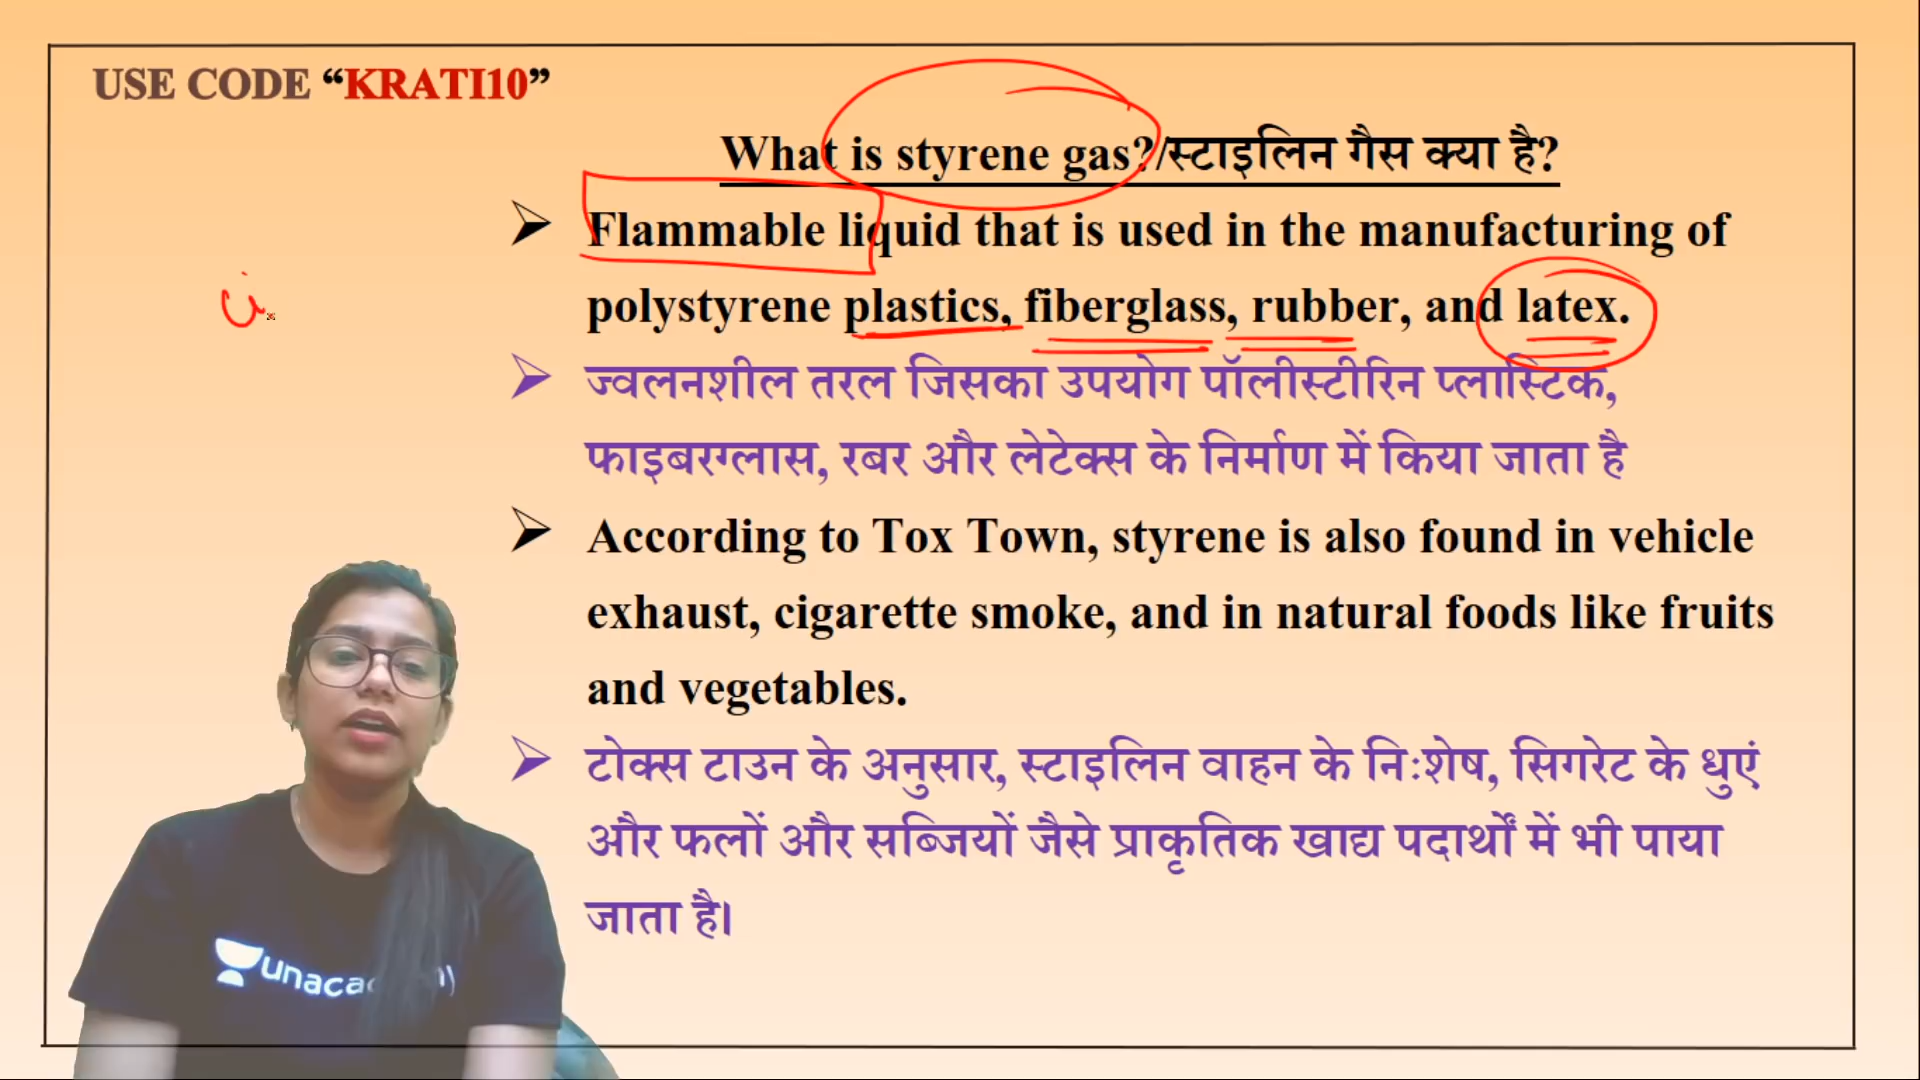 USE CODE “KRATI10”
What is styrene gas?/स्टाइलिन गैस क्या है?
Flammable liquid that is used in the manufacturing of
polystyrene plastics, fiberglass, rubber, and latex.
ज्वलनशील तरल जिसका उपयोग पॉलीस्टीरिन प्लास्टिक,
फाइबरग्लास, रबर और लेटेक्स के निर्माण में किया जाता है
According to Tox Town, styrene is also found in vehicle
exhaust, cigarette smoke, and in natural foods like fruits
and vegetables.
टोक्स टाउन के अनुसार, स्टाइलिन वाहन के निःशेष, सिगरेट के धुएं
और फलों और सब्जियों जैसे प्राकृतिक खाद्य पदार्थों में भी पाया
जाता है।